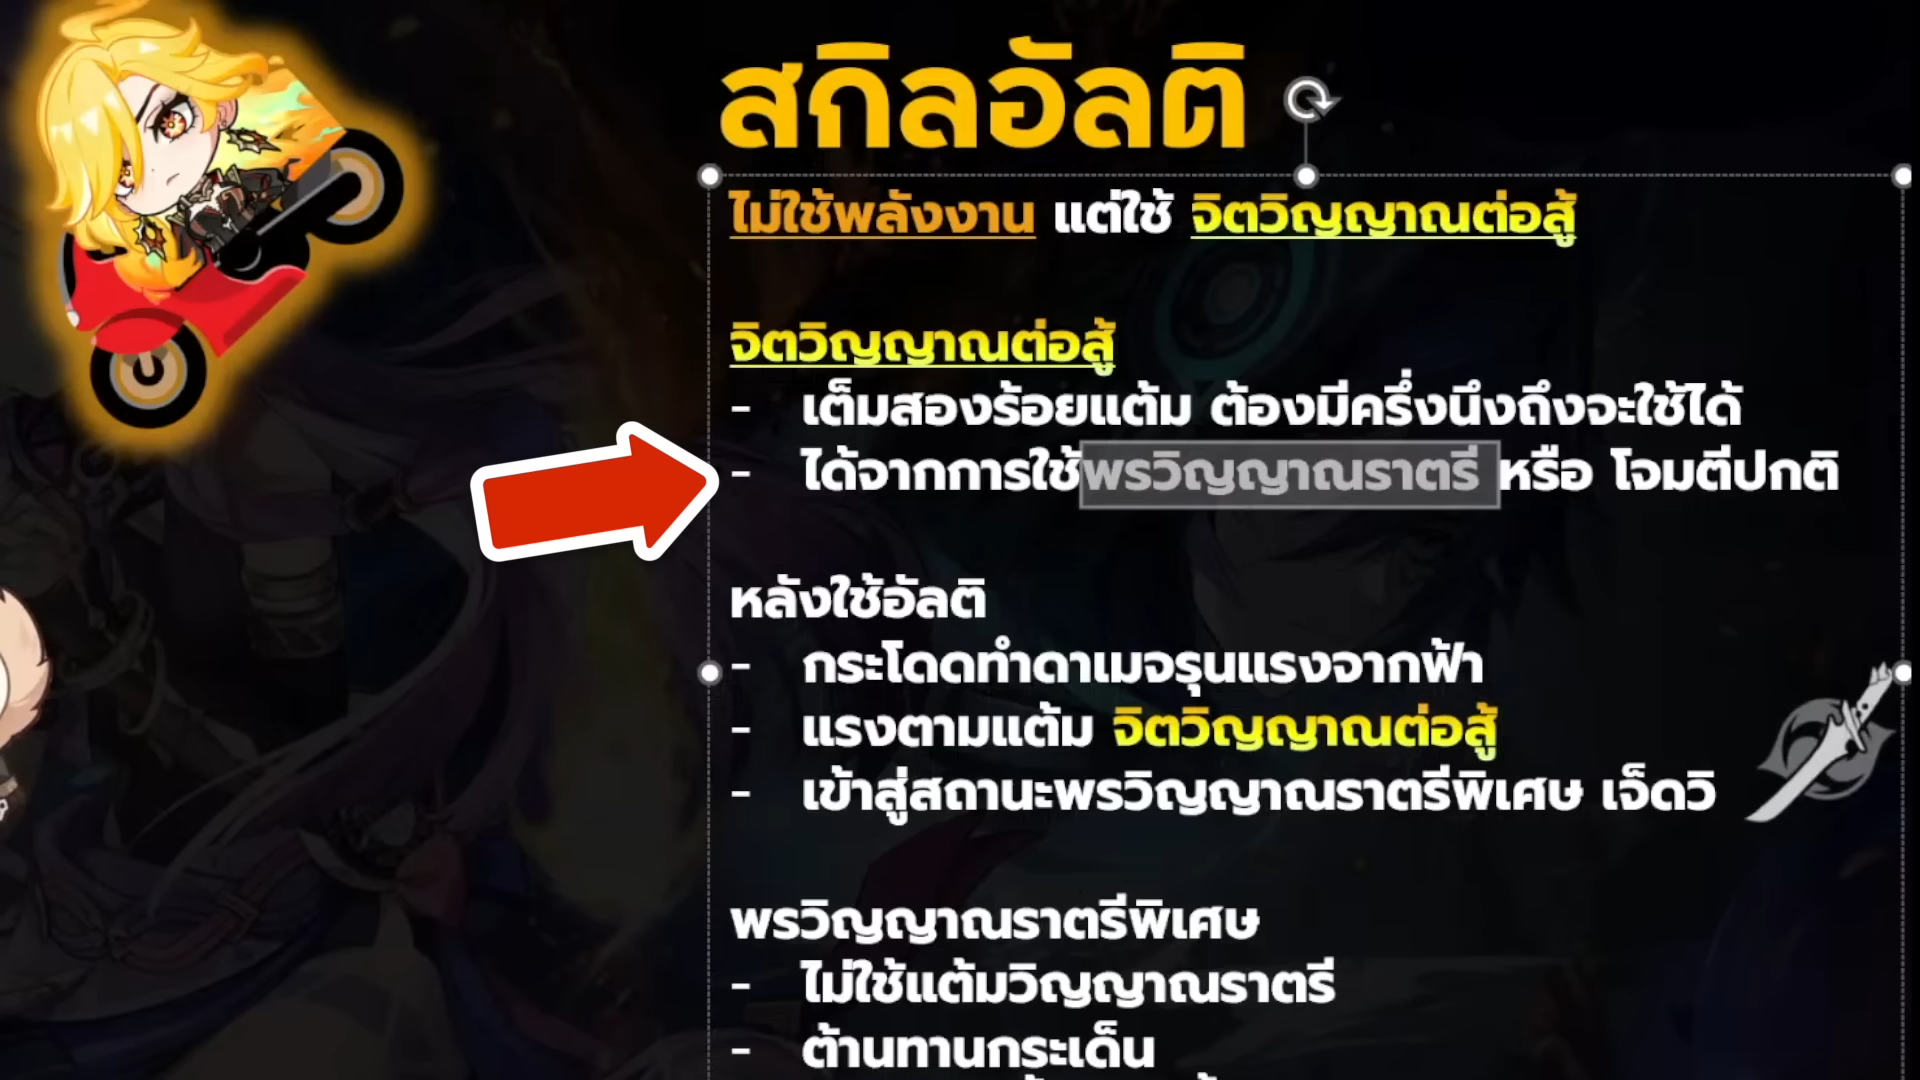 สกิลอัลติ
ไม่ใช้พลังงาน แต่ใช้ จิตวิญญาณต่อสู้
จิตวิญญาณต่อสู้
- เต็มสองร้อยแต้ม ต้องมีครึ่งนึงถึงจะใช้ได้
- ได้จากการใช้พรวิญญาณราตรี หรือ โจมตีปกติ
หลังใช้อัลติ
- กระโดดทำดาเมจรุนแรงจากฟ้า
- แรงตามแต้ม จิตวิญญาณต่อสู้
- เข้าสู่สถานะพรวิญญาณราตรีพิเศษ เจ็ดวิ
พรวิญญาณราตรีพิเศษ
- ไม่ใช้แต้มวิญญาณราตรี
- ต้านทานกระเด็น